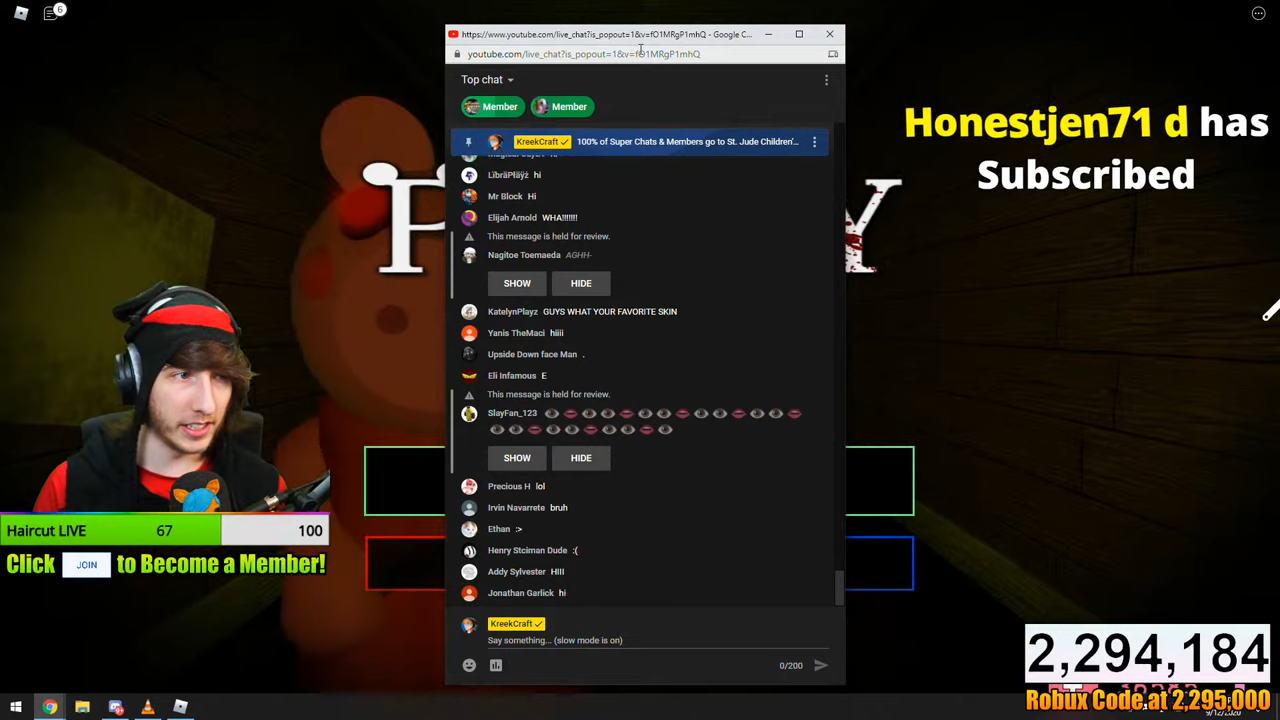 6
https://www.youtube.com/live_chat?is_popout=1&v=fO1MRgP1mhQ - Google C...
youtube.com/live_chat?is_popout=1&v=fO1MRgP1mhQ
Top chat
Member Member
KreekCraft 100% of Super Chats & Members go to St. Jude Children'...
LïbräPläÿž hi
Mr Block Hi
Elijah Arnold WHA!!!!!!!
This message is held for review.
Nagitoe Toemaeda AGHH-
SHOW HIDE
KatelynPlayz GUYS WHAT YOUR FAVORITE SKIN
Yanis TheMaci hiiii
Upside Down face Man .
Eli Infamous E
This message is held for review.
SlayFan_123 👁👄👁👁👄👁👁👄👁👁👄👁👁👄
👁👁👄👁👁👄👁👁👄👁
SHOW HIDE
Precious H lol
Irvin Navarrete bruh
Ethan :>
Henry Stciman Dude :(
Addy Sylvester HIII
Jonathan Garlick hi
KreekCraft
Say something... (slow mode is on)
0/200
Honestjen71 d has
Subscribed
P Y
Haircut LIVE 67 100
Click JOIN to Become a Member!
2,294,184
Robux Code at 2,295,000